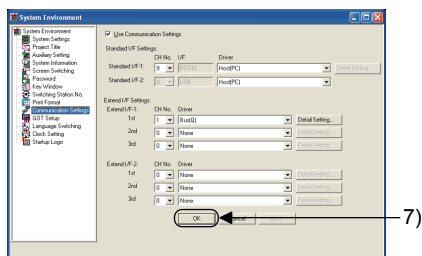 System Environment
System Environment
System Settings
Project Title
Auxiliary Setting
System Information
Screen Switching
Password
Key Window
Switching Station No.
Print Format
Communication Settings
GOT Setup
Language Switching
Clock Setting
Startup Logo
Use Communication Settings
Standard I/F Settings:
CH No. I/F Driver
Standard I/F-1: 9 RS232 Host(PC) Detail Setting...
Standard I/F-2: 9 USB Host(PC)
Extend I/F Settings:
Extend I/F-1: CH No. Driver
1st 1 Bus(Q) Detail Setting...
2nd 0 None Detail Setting...
3rd 0 None Detail Setting...
Extend I/F-2: CH No. Driver
1st 0 None Detail Setting...
2nd 0 None Detail Setting...
3rd 0 None Detail Setting...
OK
7)